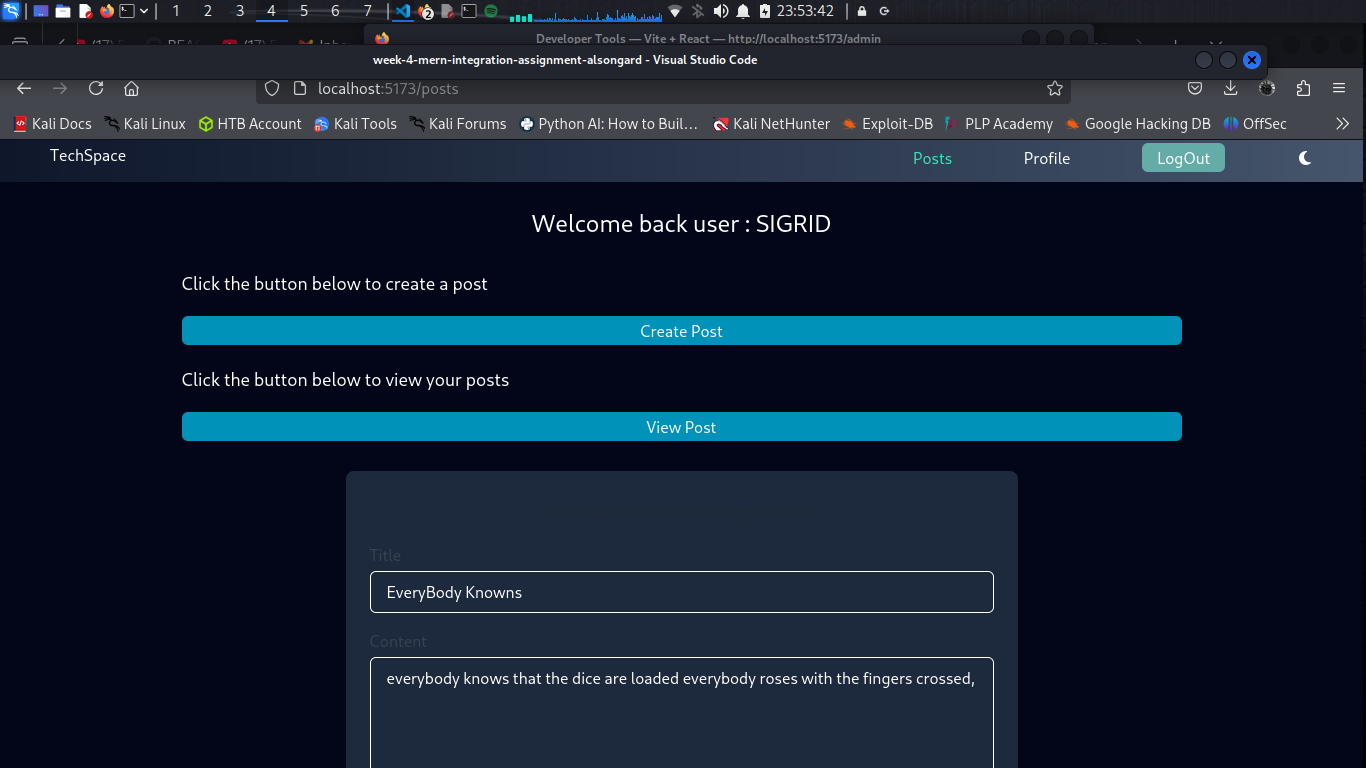 1 2 3 4 5 6 7 2 23:53:42
Developer Tools — Vite + React — http://localhost:5173/admin
week-4-mern-integration-assignment-alsongard - Visual Studio Code
localhost:5173/posts
Kali Docs Kali Linux HTB Account Kali Tools Kali Forums Python AI: How to Buil… Kali NetHunter Exploit-DB PLP Academy Google Hacking DB OffSec
TechSpace Posts Profile LogOut
Welcome back user : SIGRID
Click the button below to create a post
Create Post
Click the button below to view your posts
View Post
Title
EveryBody Knowns
Content
everybody knows that the dice are loaded everybody roses with the fingers crossed,